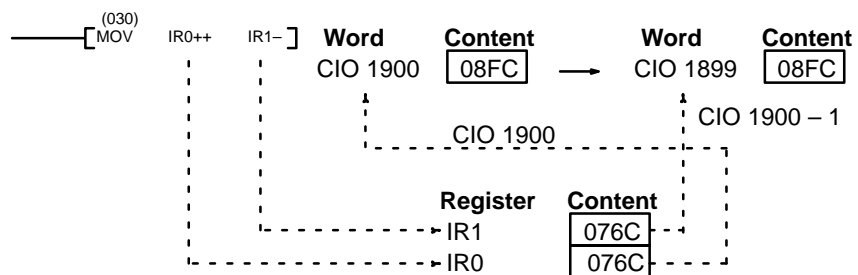 (030)
MOV IR0++ IR1–
Word Content Word Content
CIO 1900 08FC CIO 1899 08FC
CIO 1900 – 1
CIO 1900
Register Content
IR1 076C
IR0 076C